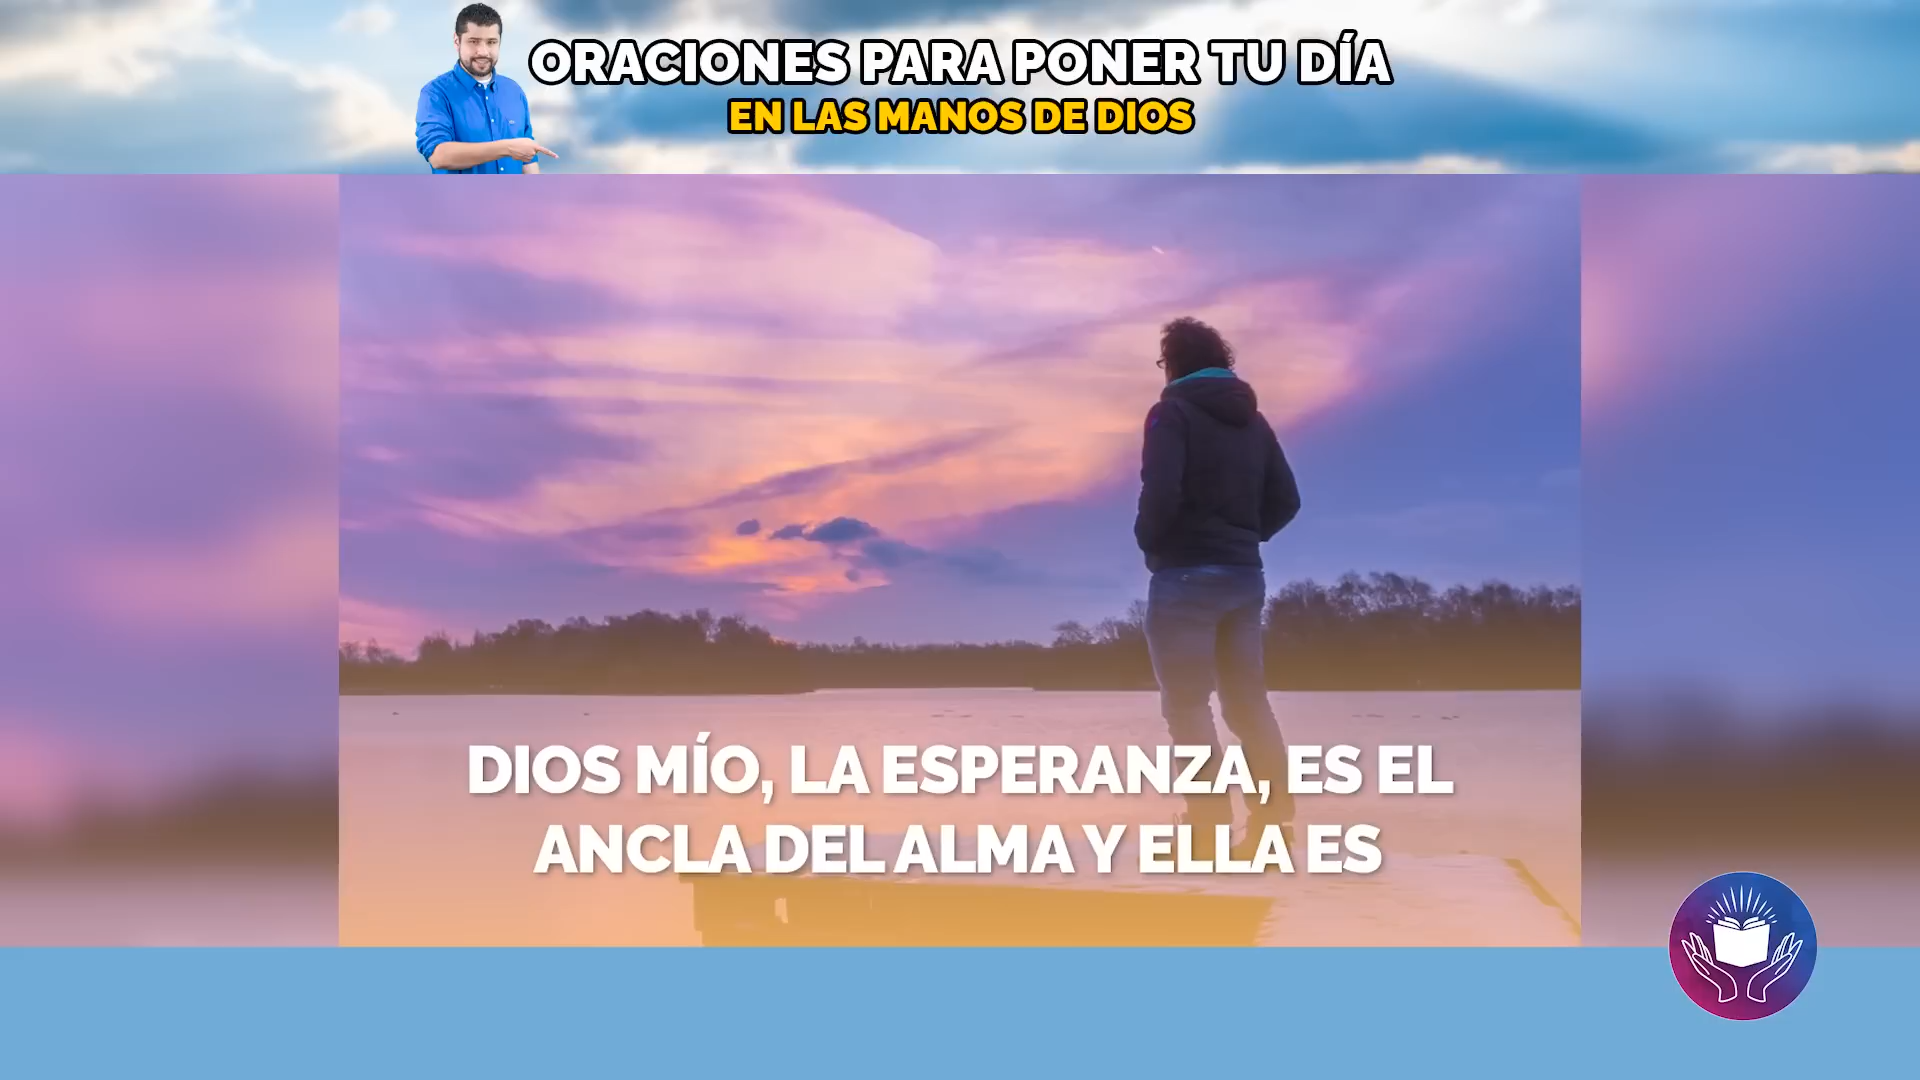 ORACIONES PARA PONER TU DÍA
EN LAS MANOS DE DIOS
DIOS MÍO, LA ESPERANZA, ES EL
ANCLA DEL ALMA Y ELLA ES